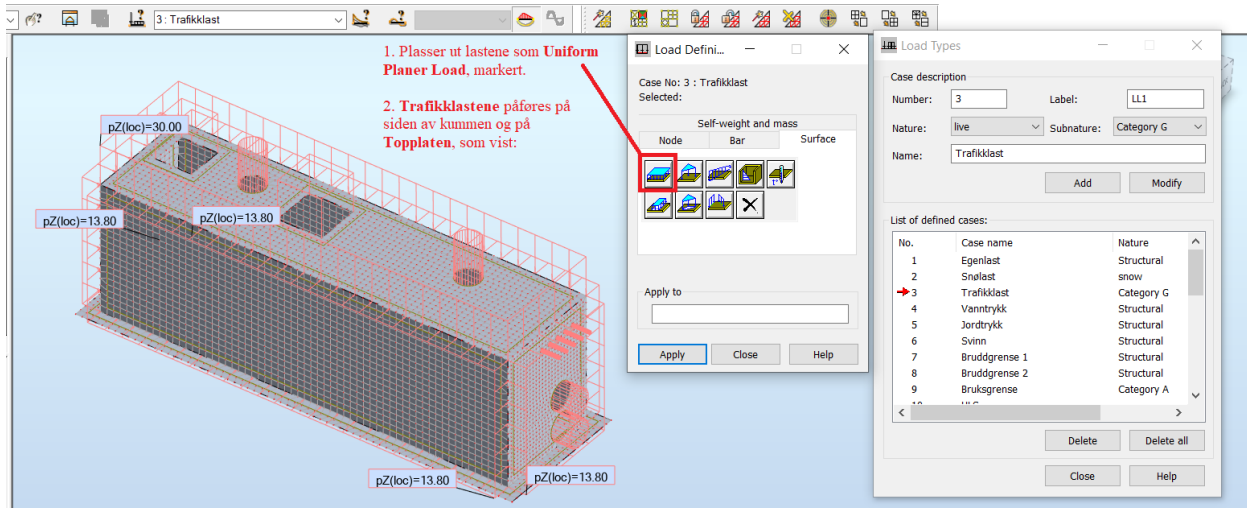 3: Trafikklast
1. Plasser ut lastene som Uniform
Planer Load, markert.
2. Trafikklastene påføres på
siden av kummen og på
Topplaten, som vist:
pZ(loc)=30.00
pZ(loc)=13.80
pZ(loc)=13.80
pZ(loc)=13.80
pZ(loc)=13.80
Load Defini...
Case No: 3 : Trafikklast
Selected:
Self-weight and mass
Node Bar Surface
Apply to
Apply Close Help
Load Types
Case description
Number: 3 Label: LL1
Nature: live Subnature: Category G
Name: Trafikklast
Add Modify
List of defined cases:
No. Case name Nature
1 Egenlast Structural
2 Snølast snow
3 Trafikklast Category G
4 Vanntrykk Structural
5 Jordtrykk Structural
6 Svinn Structural
7 Bruddgrense 1 Structural
8 Bruddgrense 2 Structural
9 Bruksgrense Category A
Delete Delete all
Close Help